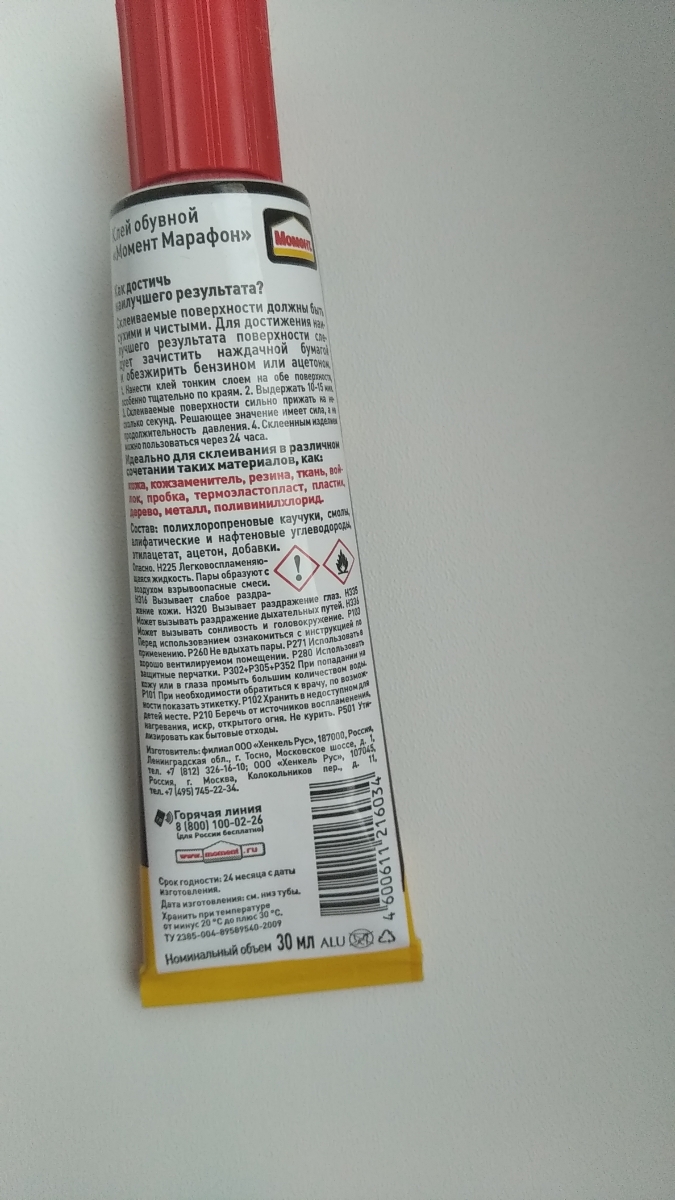 Клей обувной
«Момент Марафон»
Момент
Как достичь
наилучшего результата?
Склеиваемые поверхности должны быть
сухими и чистыми. Для достижения наи-
лучшего результата поверхности сле-
дует зачистить наждачной бумагой
и обезжирить бензином или ацетоном.
1. Нанести клей тонким слоем на обе поверхности,
особенно тщательно по краям. 2. Выдержать 10-15 мин.
3. Склеиваемые поверхности сильно прижать на не-
сколько секунд. Решающее значение имеет сила, а не
продолжительность давления. 4. Склеенным изделием
можно пользоваться через 24 часа.
Идеально для склеивания в различном
сочетании таких материалов, как:
кожа, кожзаменитель, резина, ткань, вой-
лок, пробка, термоэластопласт, пластик,
дерево, металл, поливинилхлорид.
Состав: полихлоропреновые каучуки, смолы,
алифатические и нафтеновые углеводороды,
этилацетат, ацетон, добавки.
Опасно. H225 Легковоспламеняю-
щаяся жидкость. Пары образуют с
воздухом взрывоопасные смеси.
H316 Вызывает слабое раздра-
жение кожи. H320 Вызывает раздражение глаз. H335
Может вызывать раздражение дыхательных путей. H336
Может вызывать сонливость и головокружение. P103
Перед использованием ознакомиться с инструкцией по
применению. P260 Не вдыхать пары. P271 Использовать в
хорошо вентилируемом помещении. P280 Использовать
защитные перчатки. P302+P305+P352 При попадании на
кожу или в глаза промыть большим количеством воды.
P101 При необходимости обратиться к врачу, по возмож-
ности показать этикетку. P102 Хранить в недоступном для
детей месте. P210 Беречь от источников воспламенения,
нагревания, искр, открытого огня. Не курить. P501 Ути-
лизировать как бытовые отходы.
Изготовитель: филиал ООО «Хенкель Рус», 187000, Россия,
Ленинградская обл., г. Тосно, Московское шоссе, д. 1,
тел. +7 (812) 326-16-10; ООО «Хенкель Рус», 107045,
Россия, г. Москва, Колокольников пер., д. 11,
тел. +7 (495) 745-22-34.
Горячая линия
8 (800) 100-02-26
(для России бесплатно)
www.moment.ru
Срок годности: 24 месяца с даты
изготовления.
Дата изготовления: см. низ тубы.
Хранить при температуре
от минус 20 °C до плюс 30 °C.
ТУ 2385-004-89589540-2009
Номинальный объем 30 мл ALU
4 600611 216034